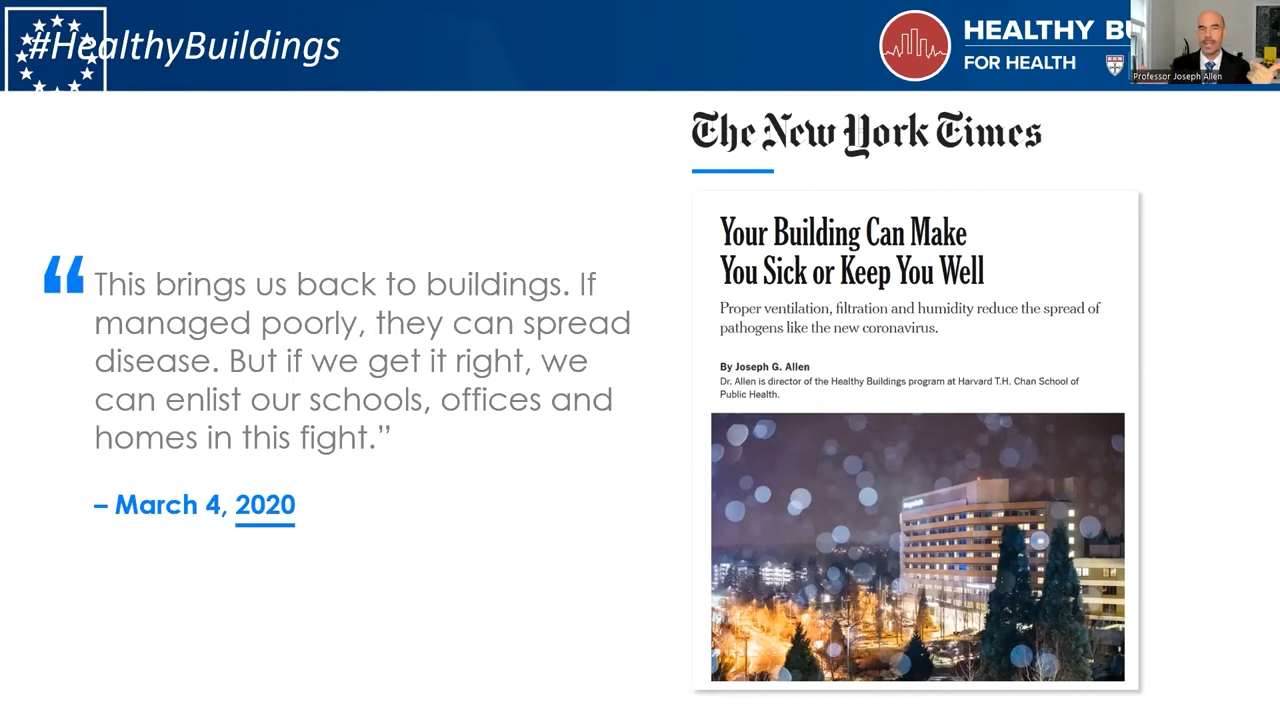 #HealthyBuildings
HEALTHY
FOR HEALTH
Professor Joseph Allen
The New York Times
Your Building Can Make
You Sick or Keep You Well
Proper ventilation, filtration and humidity reduce the spread of
pathogens like the new coronavirus.
By Joseph G. Allen
Dr. Allen is director of the Healthy Buildings program at Harvard T.H. Chan School of
Public Health.
“This brings us back to buildings. If
managed poorly, they can spread
disease. But if we get it right, we
can enlist our schools, offices and
homes in this fight.”
– March 4, 2020